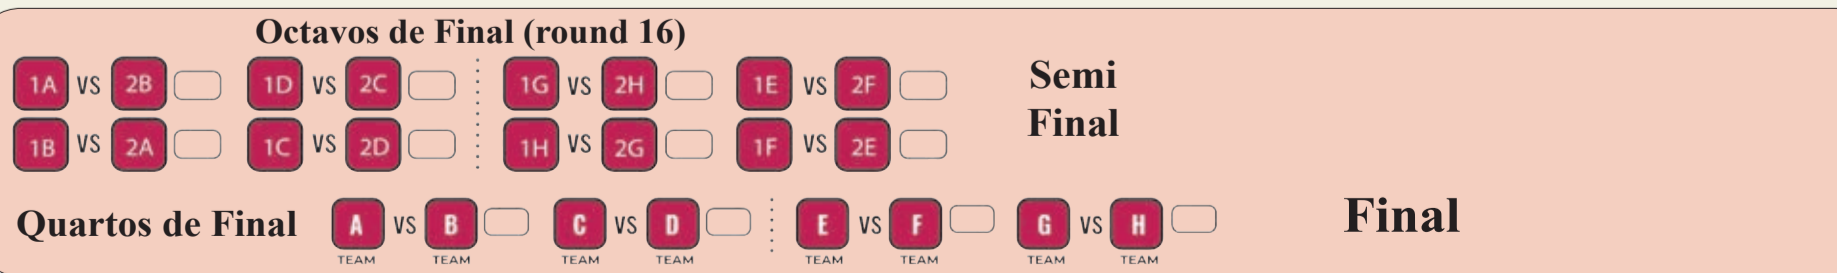 Octavos de Final (round 16)
1A VS 2B 1D VS 2C 1G VS 2H 1E VS 2F
1B VS 2A 1C VS 2D 1H VS 2G 1F VS 2E
Semi
Final
Quartos de Final A VS B C VS D E VS F G VS H
TEAM TEAM TEAM TEAM TEAM TEAM TEAM TEAM
Final